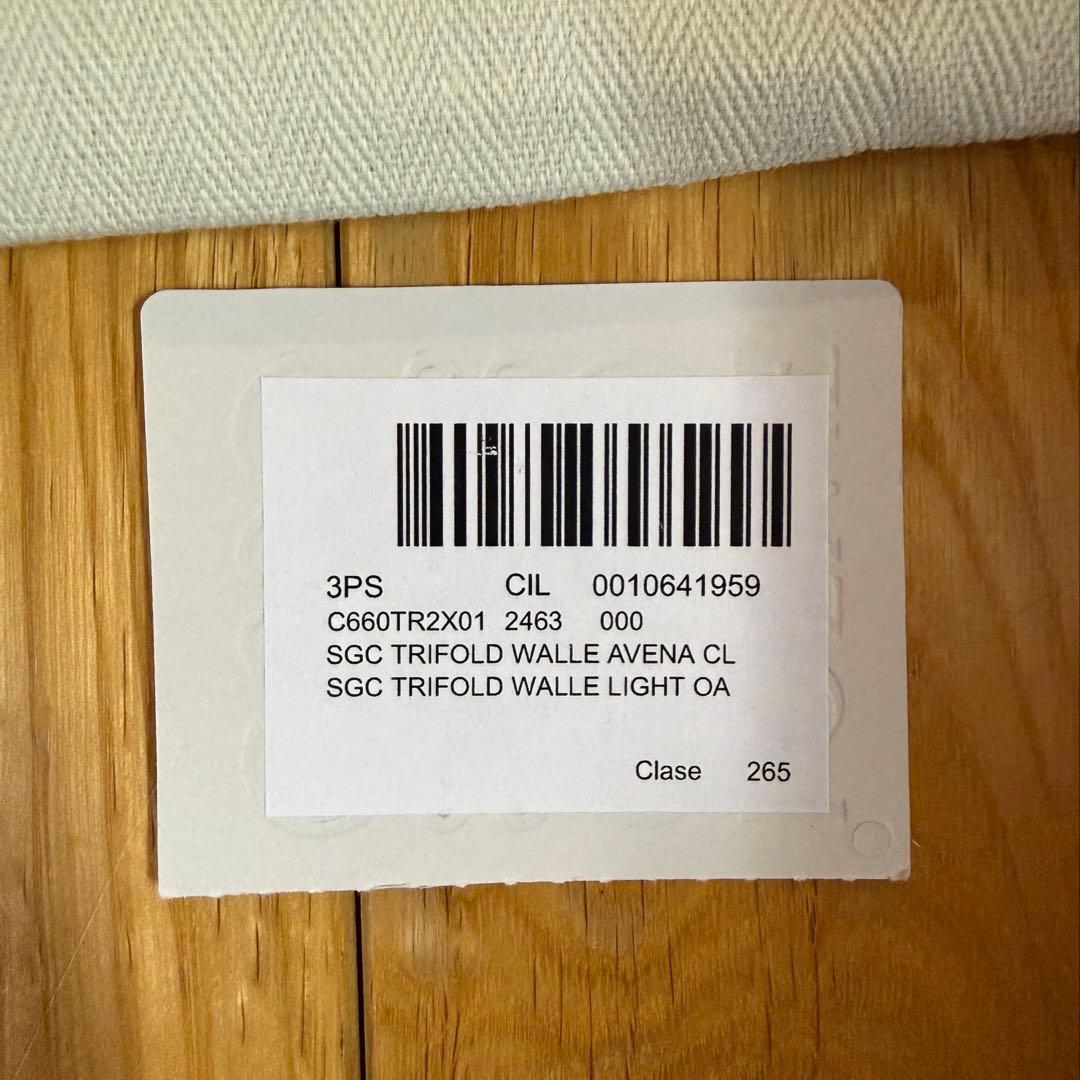 3PS CIL 0010641959
C660TR2X01 2463 000
SGC TRIFOLD WALLE AVENA CL
SGC TRIFOLD WALLE LIGHT OA
Clase 265